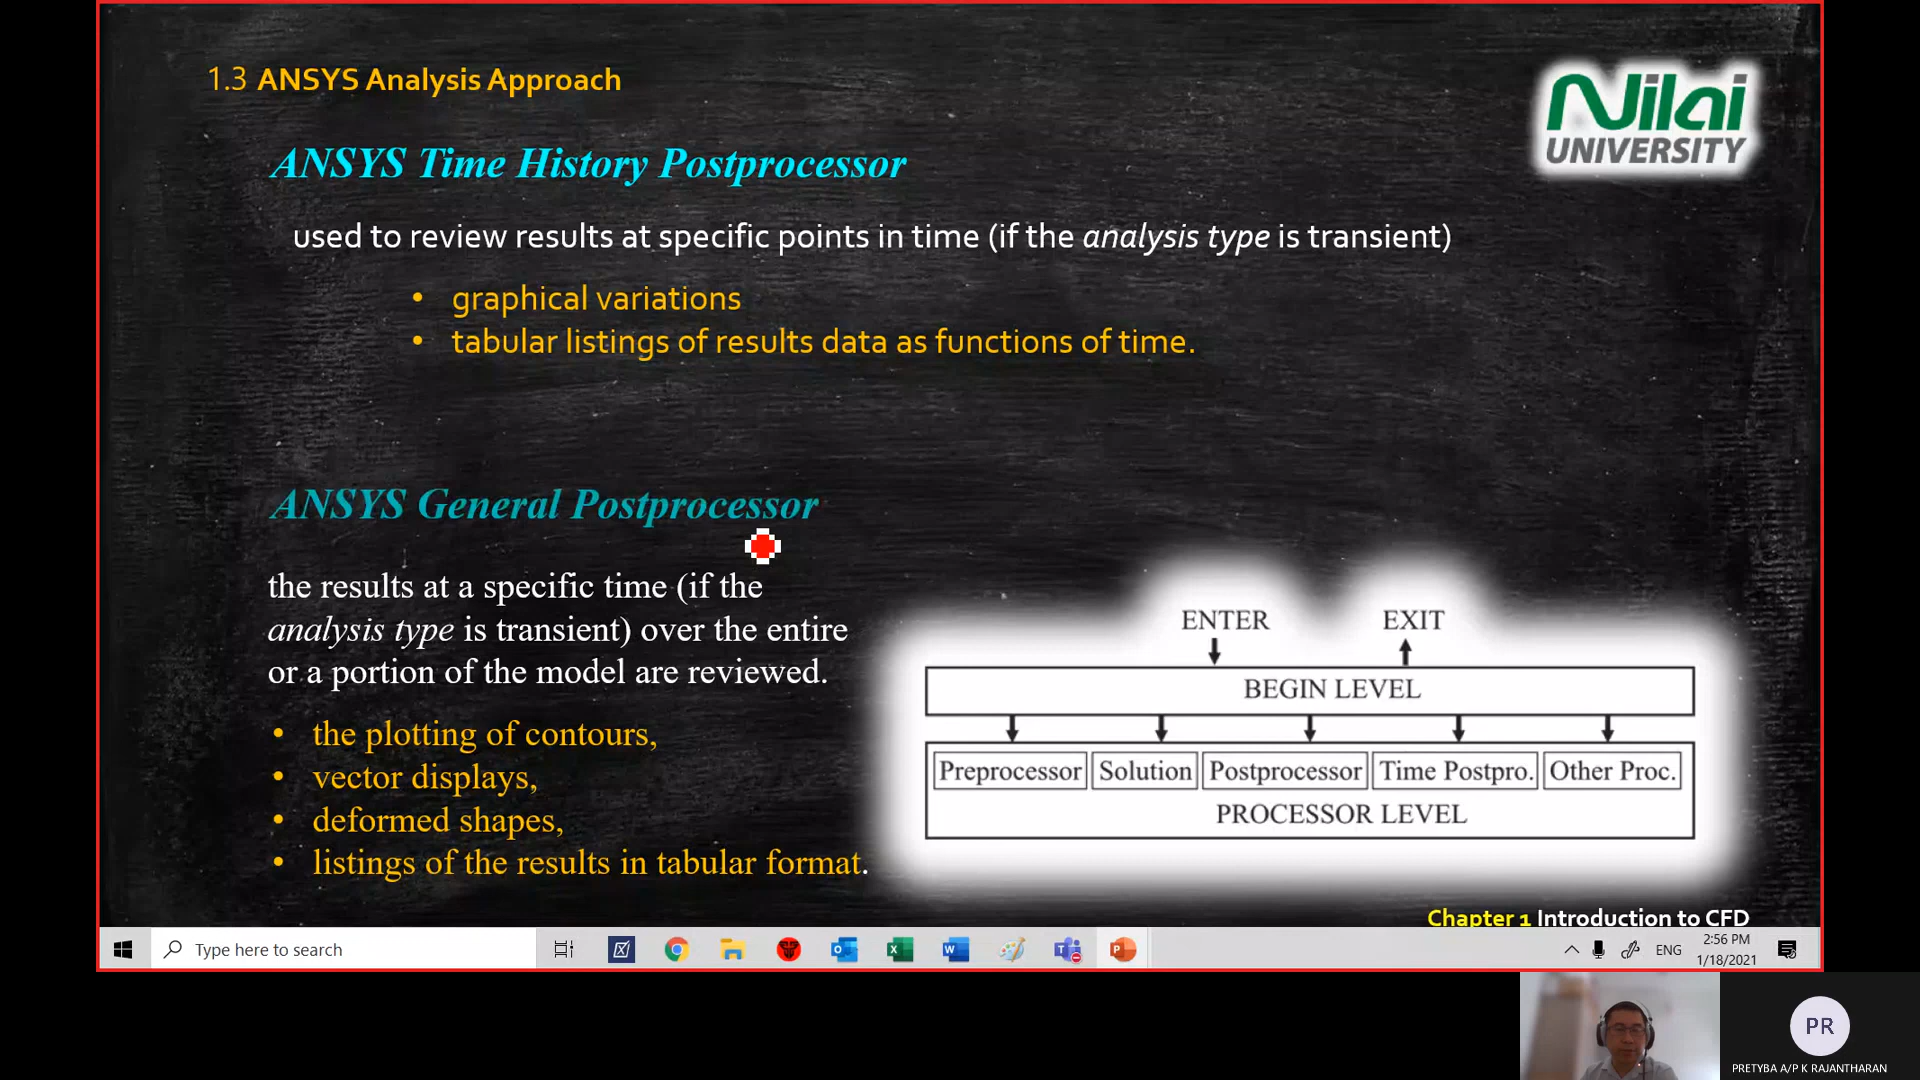 1.3 ANSYS Analysis Approach
Nilai
UNIVERSITY
ANSYS Time History Postprocessor
used to review results at specific points in time (if the analysis type is transient)
• graphical variations
• tabular listings of results data as functions of time.
ANSYS General Postprocessor
the results at a specific time (if the
analysis type is transient) over the entire
or a portion of the model are reviewed.
• the plotting of contours,
• vector displays,
• deformed shapes,
• listings of the results in tabular format.
ENTER EXIT
BEGIN LEVEL
Preprocessor Solution Postprocessor Time Postpro. Other Proc.
PROCESSOR LEVEL
Chapter 1 Introduction to CFD
Type here to search
ENG
2:56 PM
1/18/2021
PR
PRETYBA A/P K RAJANTHARAN